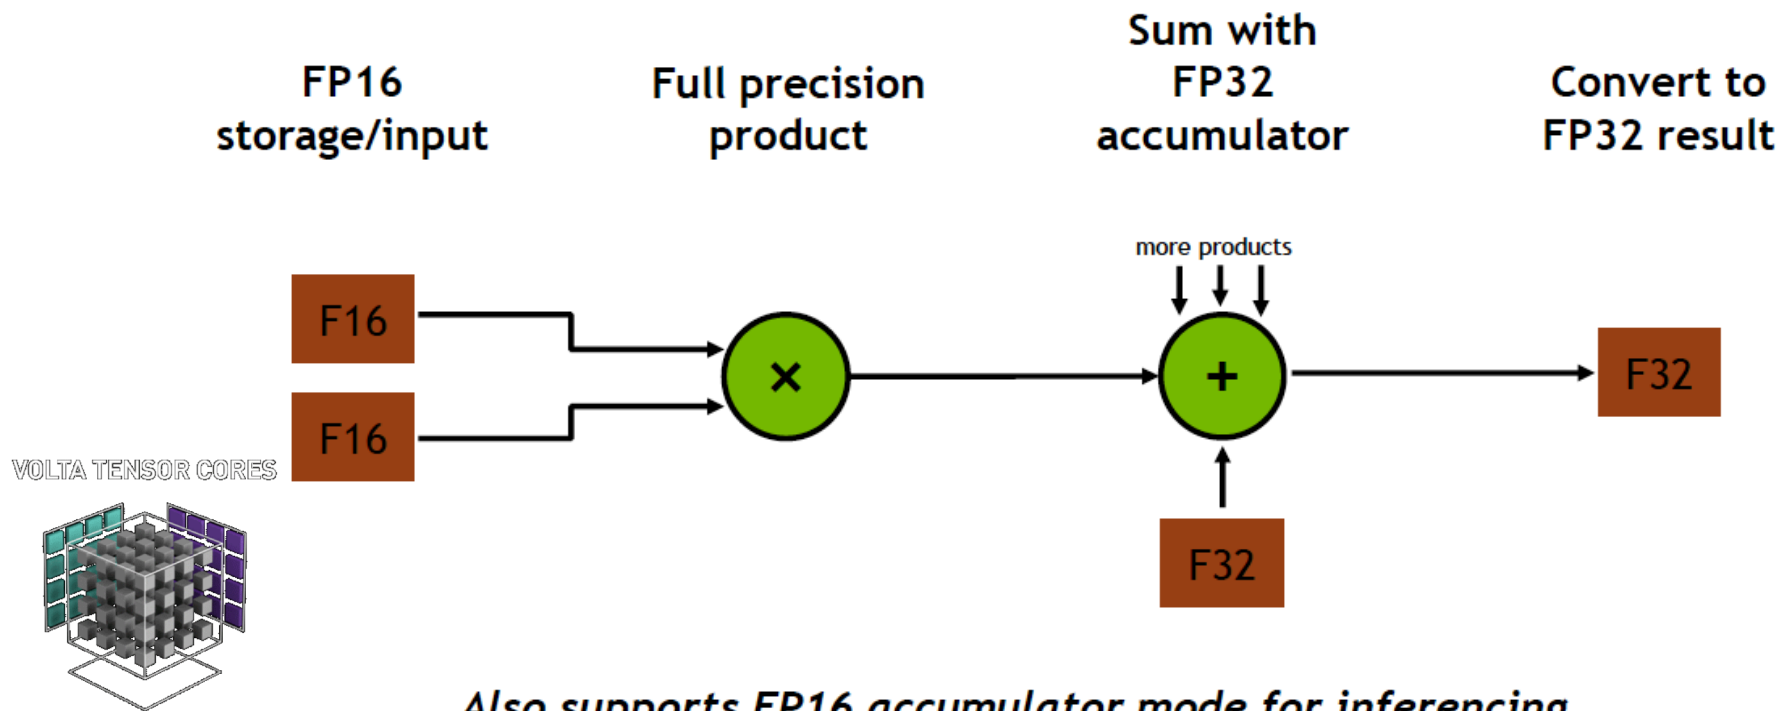 FP16
storage/input
Full precision
product
Sum with
FP32
accumulator
Convert to
FP32 result
more products
F16
×
+
F32
F16
VOLTA TENSOR CORES
F32
Also supports FP16 accumulator mode for inferencing